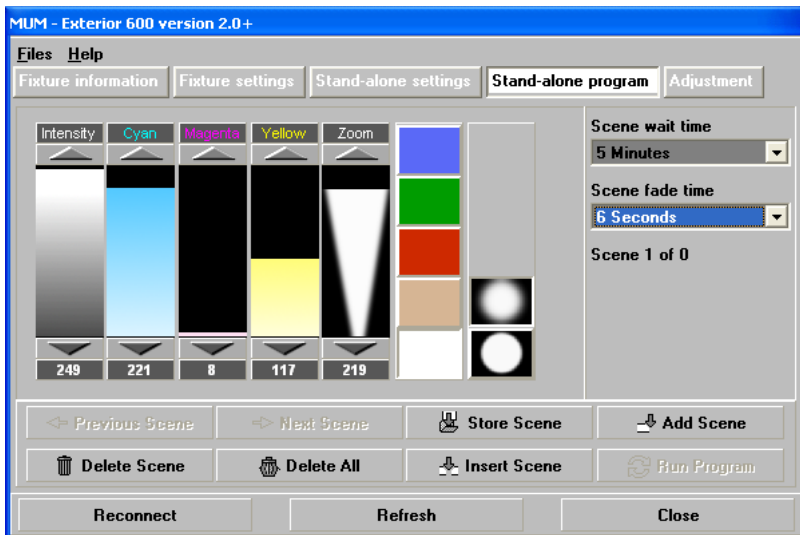 MUM - Exterior 600 version 2.0+
Files Help
Fixture information Fixture settings Stand-alone settings Stand-alone program Adjustment
Intensity Cyan Magenta Yellow Zoom
249 221 8 117 219
Scene wait time
5 Minutes
Scene fade time
6 Seconds
Scene 1 of 0
Previous Scene Next Scene Store Scene Add Scene
Delete Scene Delete All Insert Scene Run Program
Reconnect Refresh Close